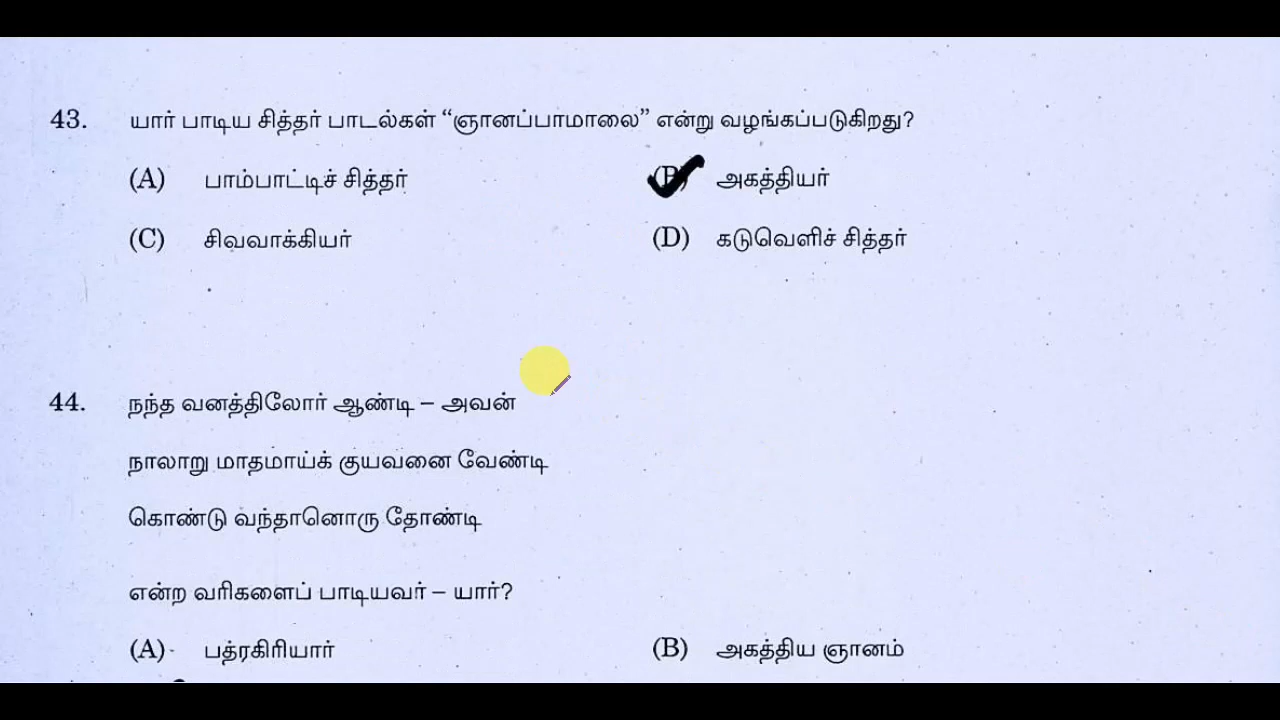 43. யார் பாடிய சித்தர் பாடல்கள் “ஞானப்பாமாலை” என்று வழங்கப்படுகிறது?
(A) பாம்பாட்டிச் சித்தர் (B) அகத்தியர்
(C) சிவவாக்கியர் (D) கடுவெளிச் சித்தர்
44. நந்த வனத்திலோர் ஆண்டி – அவன்
நாலாறு மாதமாய்க் குயவனை வேண்டி
கொண்டு வந்தானொரு தோண்டி
என்ற வரிகளைப் பாடியவர் – யார்?
(A) பத்ரகிரியார் (B) அகத்திய ஞானம்